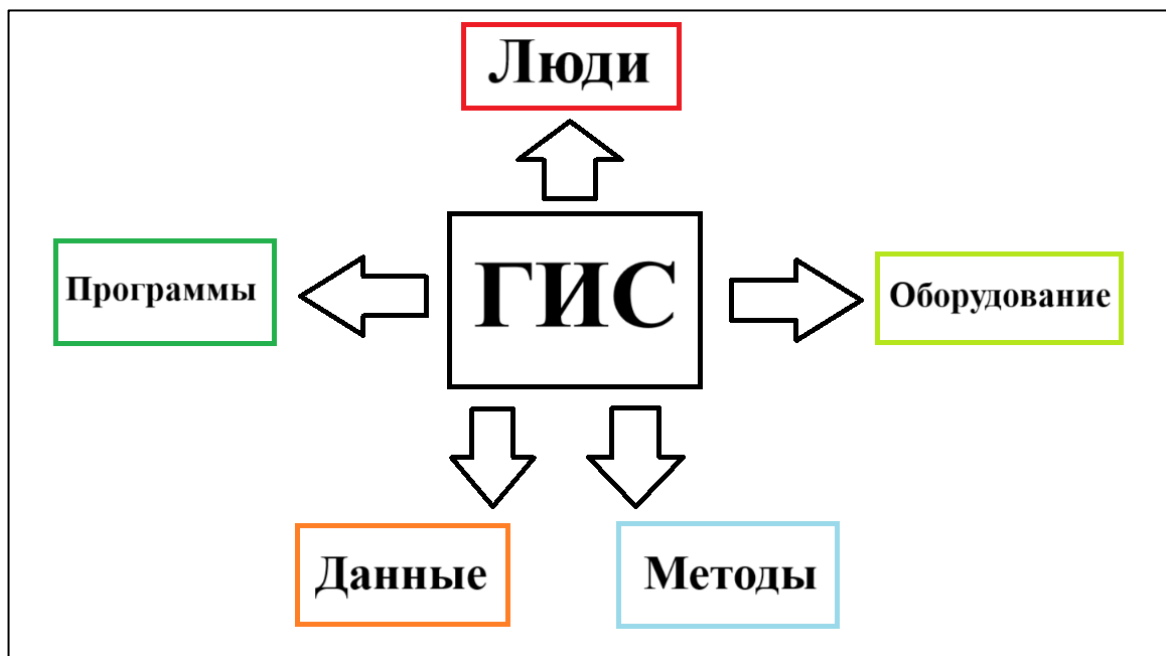 Люди
Программы
ГИС
Оборудование
Данные
Методы